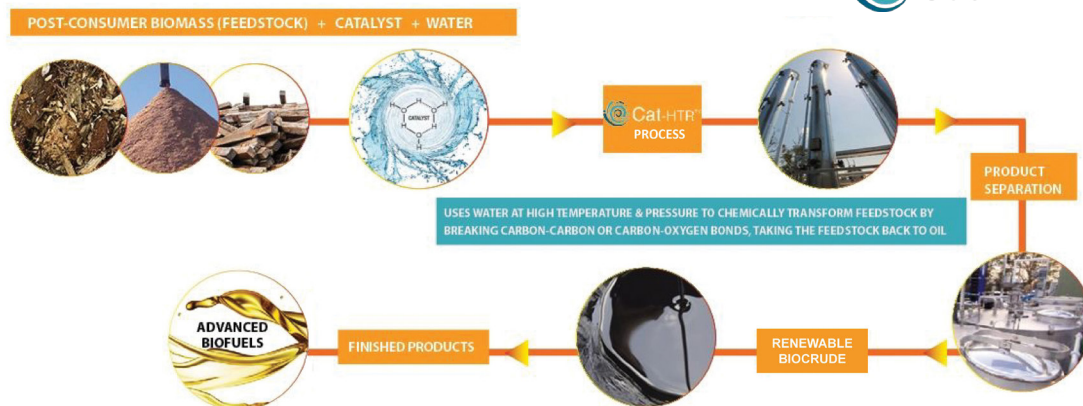 POST-CONSUMER BIOMASS (FEEDSTOCK) + CATALYST + WATER
H H
H CATALYST H
H H
Cat-HTR™
PROCESS
PRODUCT
SEPARATION
USES WATER AT HIGH TEMPERATURE & PRESSURE TO CHEMICALLY TRANSFORM FEEDSTOCK BY
BREAKING CARBON-CARBON OR CARBON-OXYGEN BONDS, TAKING THE FEEDSTOCK BACK TO OIL
ADVANCED
BIOFUELS
FINISHED PRODUCTS
RENEWABLE
BIOCRUDE